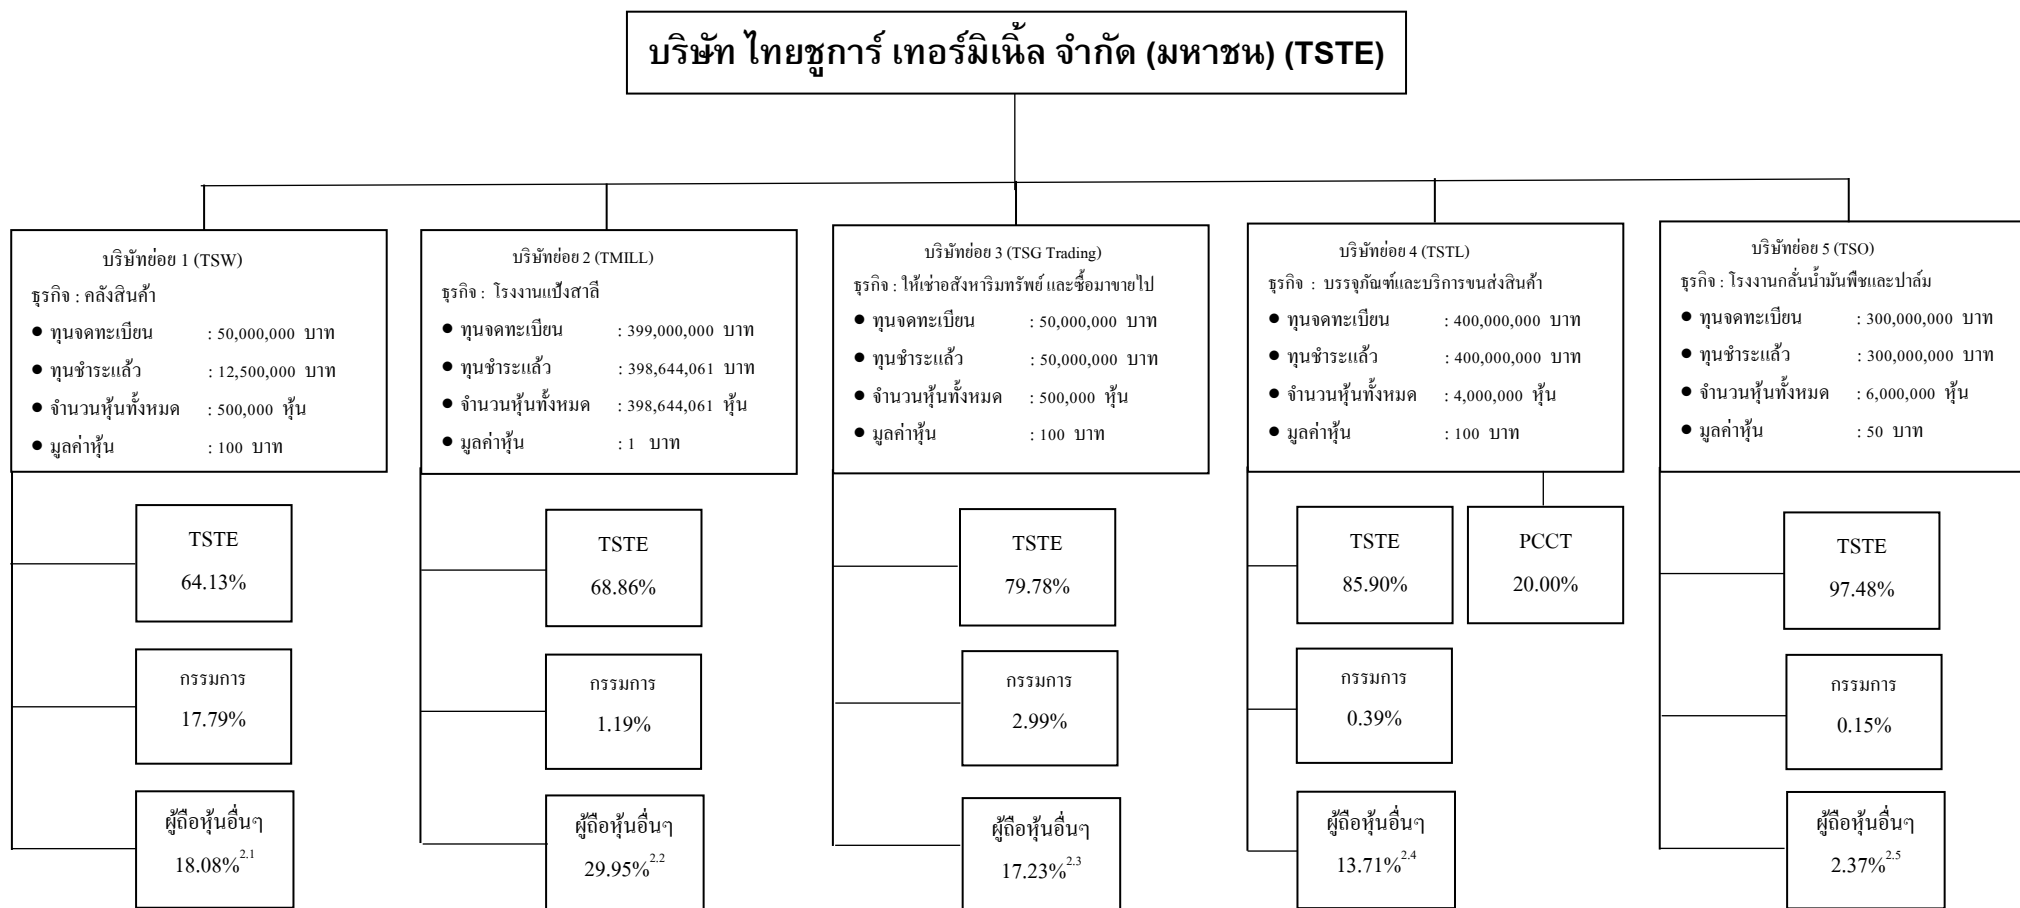 บริษัท ไทยชูการ์ เทอร์มิเนิ้ล จำกัด (มหาชน) (TSTE)
บริษัทย่อย 1 (TSW)
ธุรกิจ : คลังสินค้า
● ทุนจดทะเบียน : 50,000,000 บาท
● ทุนชำระแล้ว : 12,500,000 บาท
● จำนวนหุ้นทั้งหมด : 500,000 หุ้น
● มูลค่าหุ้น : 100 บาท
TSTE
64.13%
กรรมการ
17.79%
ผู้ถือหุ้นอื่นๆ
18.08%2.1
บริษัทย่อย 2 (TMILL)
ธุรกิจ : โรงงานแป้งสาลี
● ทุนจดทะเบียน : 399,000,000 บาท
● ทุนชำระแล้ว : 398,644,061 บาท
● จำนวนหุ้นทั้งหมด : 398,644,061 หุ้น
● มูลค่าหุ้น : 1 บาท
TSTE
68.86%
กรรมการ
1.19%
ผู้ถือหุ้นอื่นๆ
29.95%2.2
บริษัทย่อย 3 (TSG Trading)
ธุรกิจ : ให้เช่าอสังหาริมทรัพย์ และซื้อมาขายไป
● ทุนจดทะเบียน : 50,000,000 บาท
● ทุนชำระแล้ว : 50,000,000 บาท
● จำนวนหุ้นทั้งหมด : 500,000 หุ้น
● มูลค่าหุ้น : 100 บาท
TSTE
79.78%
กรรมการ
2.99%
ผู้ถือหุ้นอื่นๆ
17.23%2.3
บริษัทย่อย 4 (TSTL)
ธุรกิจ : บรรจุภัณฑ์และบริการขนส่งสินค้า
● ทุนจดทะเบียน : 400,000,000 บาท
● ทุนชำระแล้ว : 400,000,000 บาท
● จำนวนหุ้นทั้งหมด : 4,000,000 หุ้น
● มูลค่าหุ้น : 100 บาท
TSTE
85.90%
PCCT
20.00%
กรรมการ
0.39%
ผู้ถือหุ้นอื่นๆ
13.71%2.4
บริษัทย่อย 5 (TSO)
ธุรกิจ : โรงงานกลั่นน้ำมันพืชและปาล์ม
● ทุนจดทะเบียน : 300,000,000 บาท
● ทุนชำระแล้ว : 300,000,000 บาท
● จำนวนหุ้นทั้งหมด : 6,000,000 หุ้น
● มูลค่าหุ้น : 50 บาท
TSTE
97.48%
กรรมการ
0.15%
ผู้ถือหุ้นอื่นๆ
2.37%2.5